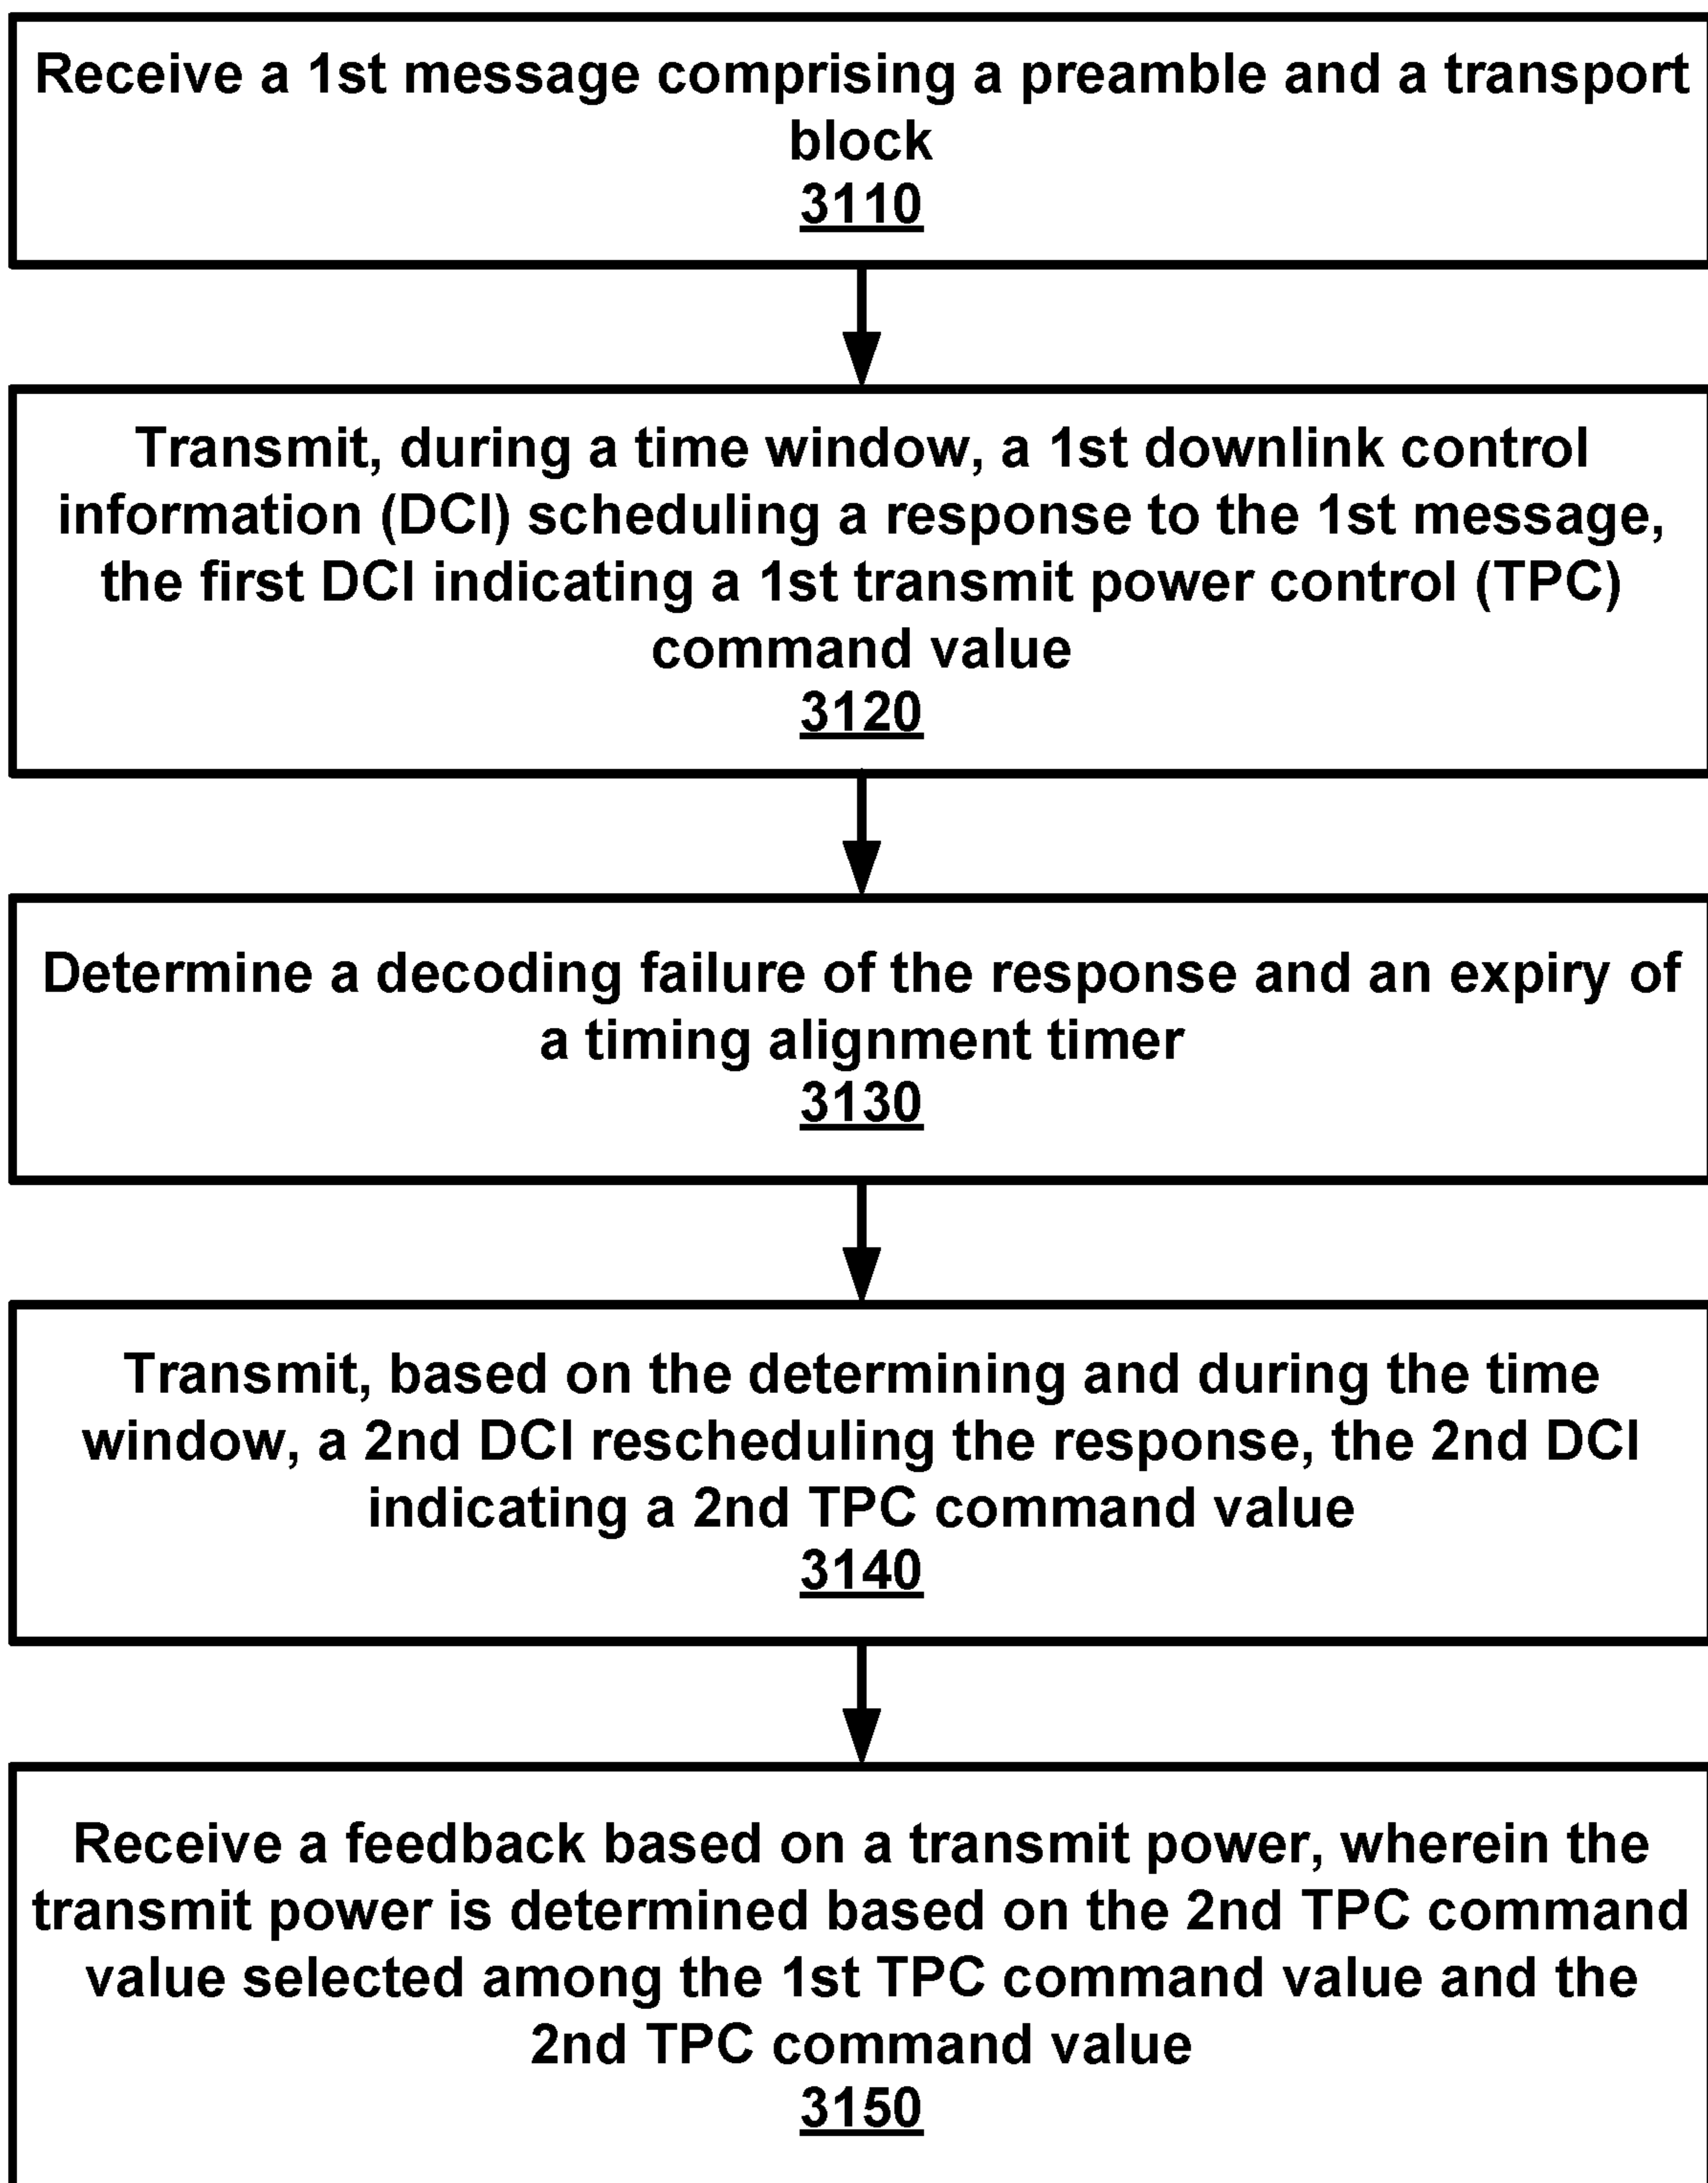 Receive a 1st message comprising a preamble and a transport
block
3110
Transmit, during a time window, a 1st downlink control
information (DCI) scheduling a response to the 1st message,
the first DCI indicating a 1st transmit power control (TPC)
command value
3120
Determine a decoding failure of the response and an expiry of
a timing alignment timer
3130
Transmit, based on the determining and during the time
window, a 2nd DCI rescheduling the response, the 2nd DCI
indicating a 2nd TPC command value
3140
Receive a feedback based on a transmit power, wherein the
transmit power is determined based on the 2nd TPC command
value selected among the 1st TPC command value and the
2nd TPC command value
3150